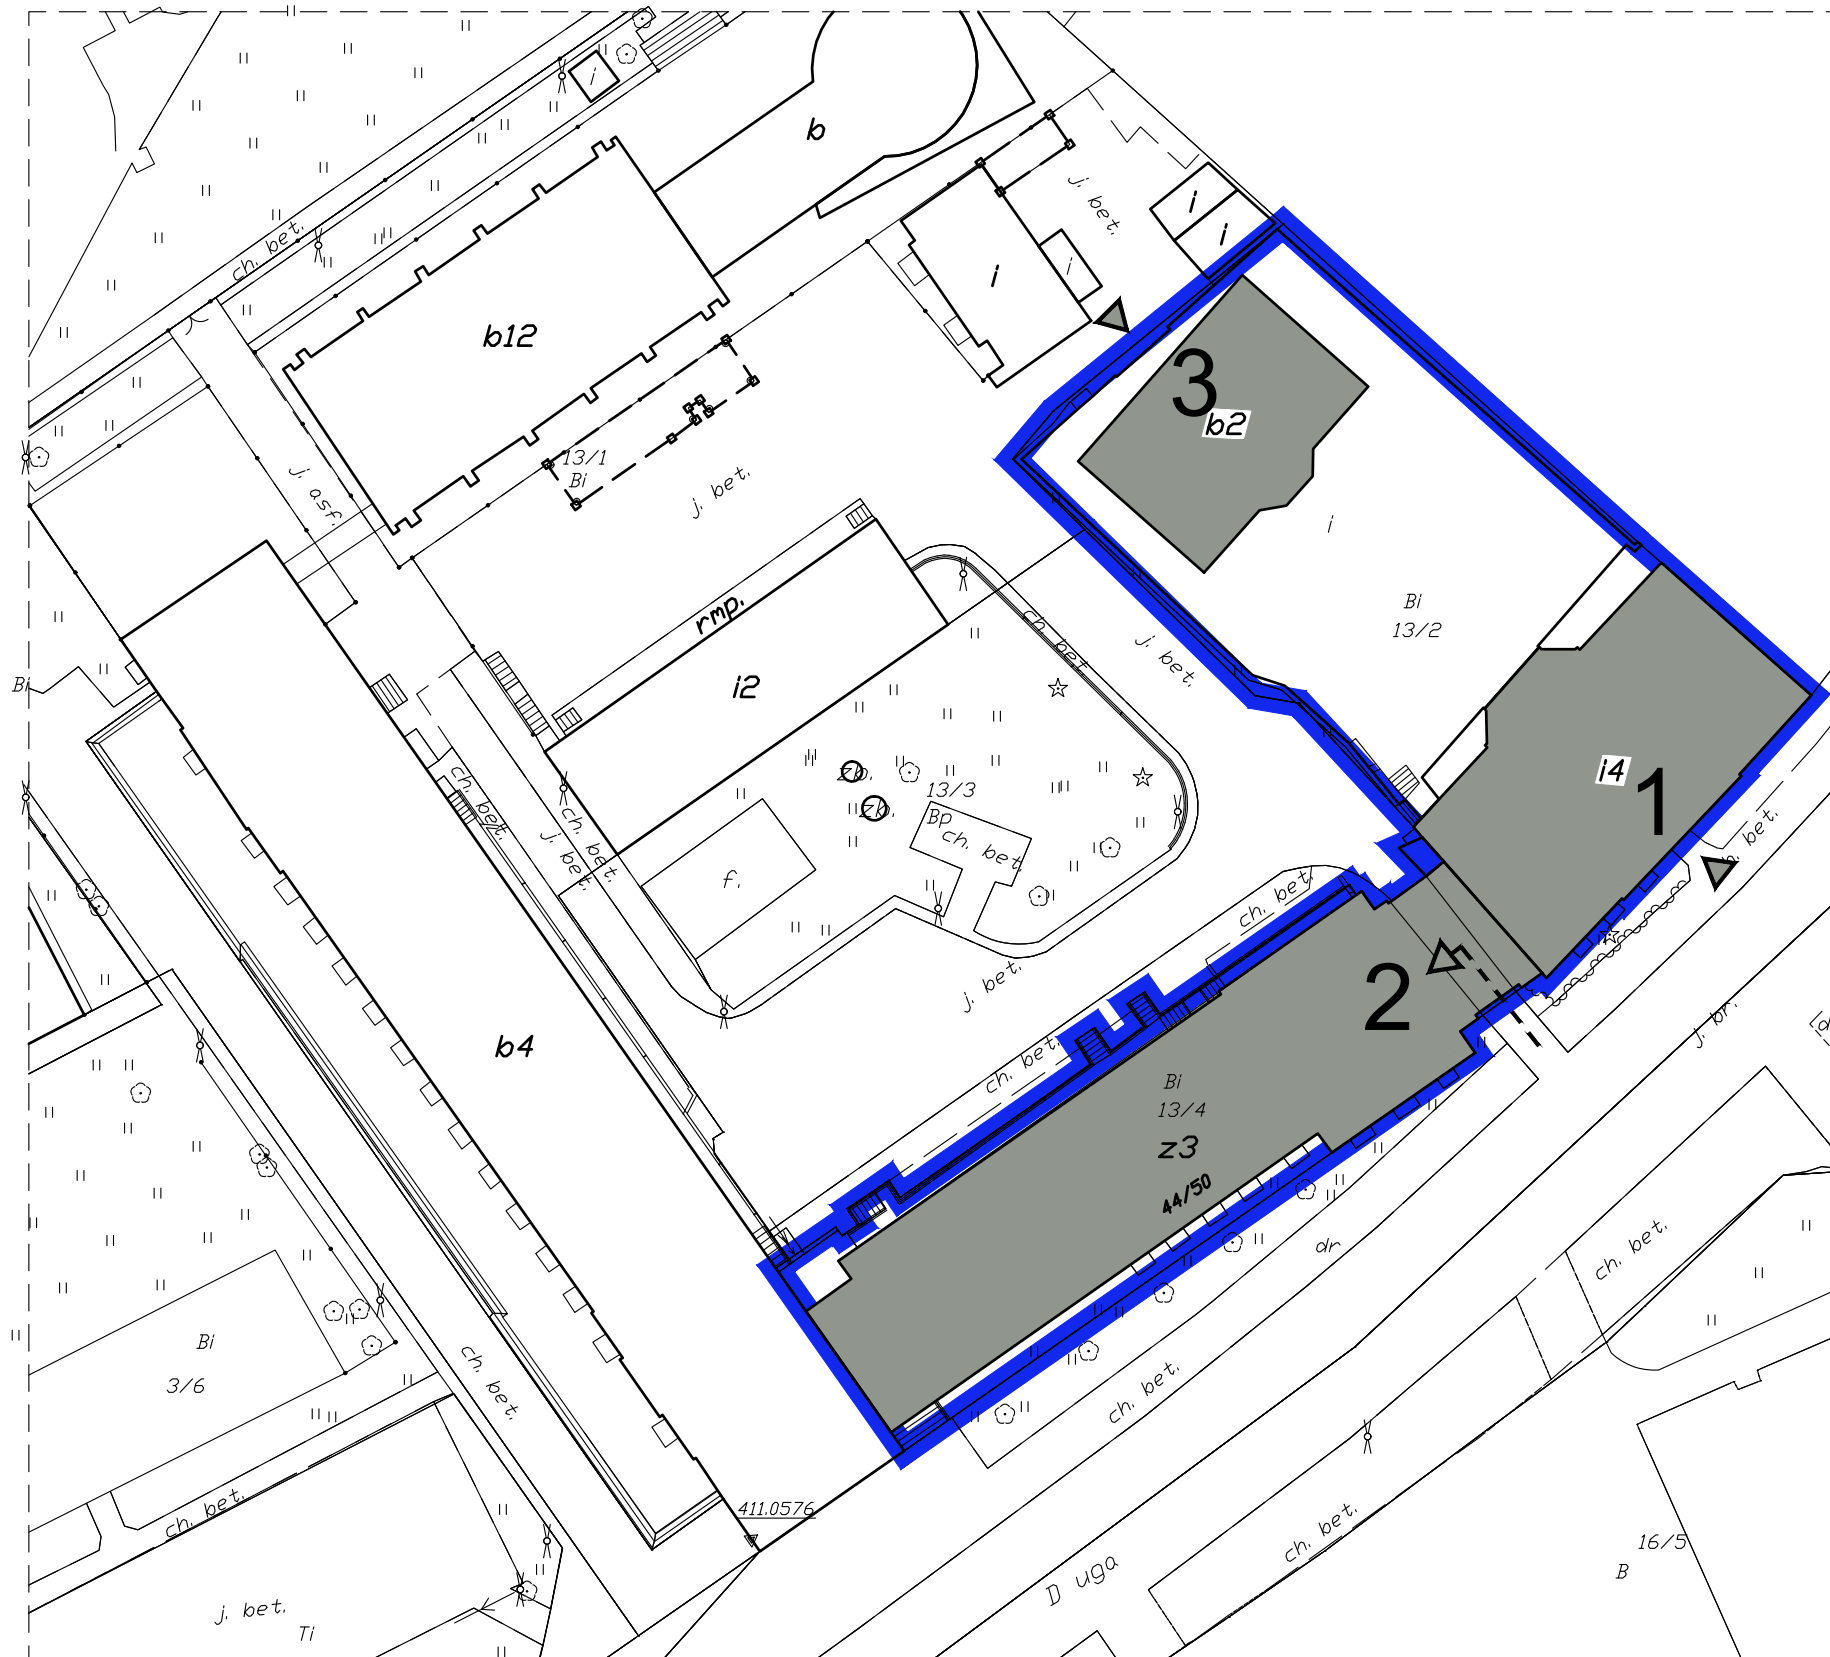 i
b
ch. bet.
j. bet.
i
i
i
i
b12
3
b2
13/1
Bi
j. asf.
j. bet.
i
rmp.
ch bet.
Bi
13/2
j. bet.
Bi
i2
i4
1
zb.
zb.
13/3
Bp
ch. bet.
ch. bet.
j. bet.
ch. bet.
f.
ch. bet.
h. bet.
j. bet.
2
b4
ch. bet.
j. br.
d
Bi
13/4
z3
44/50
dr
ch. bet.
Bi
3/6
ch. bet.
ch. bet.
ch. bet.
411.0576
ch. bet.
16/5
B
D uga
j. bet.
Ti